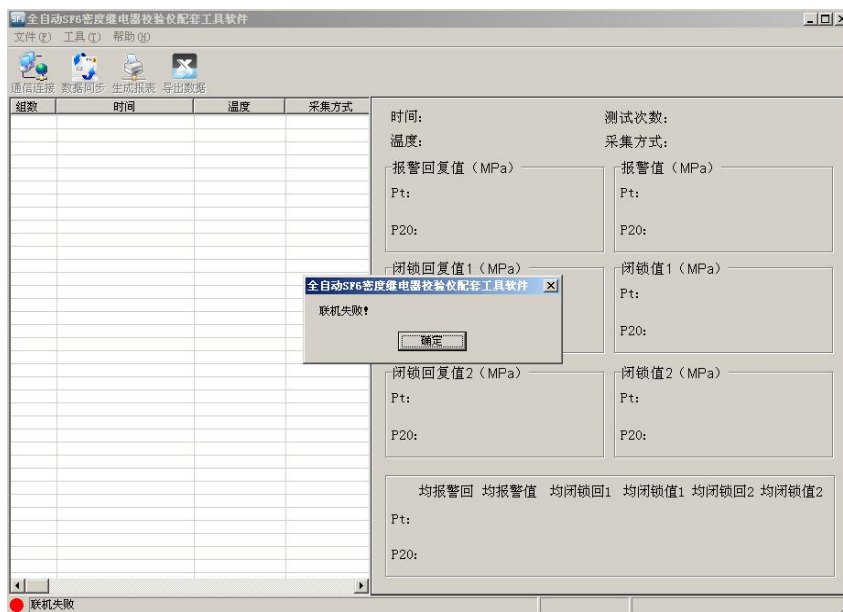 SF6 全自动SF6密度继电器校验仪配套工具软件
文件(F) 工具(T) 帮助(H)
通信连接 数据同步 生成报表 导出数据
组数 时间 温度 采集方式
时间: 测试次数:
温度: 采集方式:
报警回复值(MPa) 报警值(MPa)
Pt: Pt:
P20: P20:
闭锁回复值1(MPa) 闭锁值1(MPa)
全自动SF6密度继电器校验仪配套工具软件
Pt:
联机失败!
P20:
确定
闭锁回复值2(MPa) 闭锁值2(MPa)
Pt: Pt:
P20: P20:
均报警回 均报警值 均闭锁回1 均闭锁值1 均闭锁回2 均闭锁值2
Pt:
P20:
联机失败